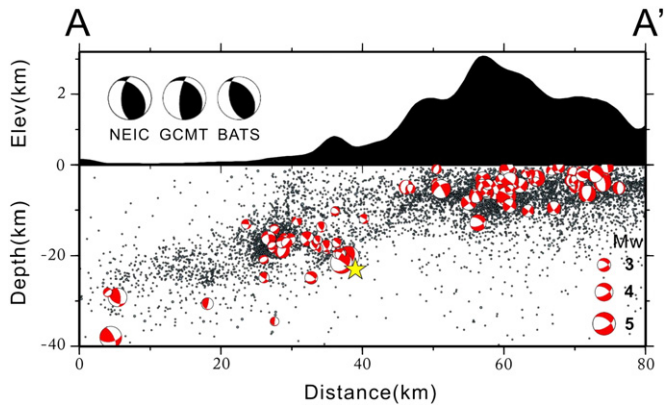 A A’
Elev(km)
2
0
NEIC GCMT BATS
Depth(km)
0
-20
-40
Mw
3
4
5
0 20 40 60 80
Distance(km)